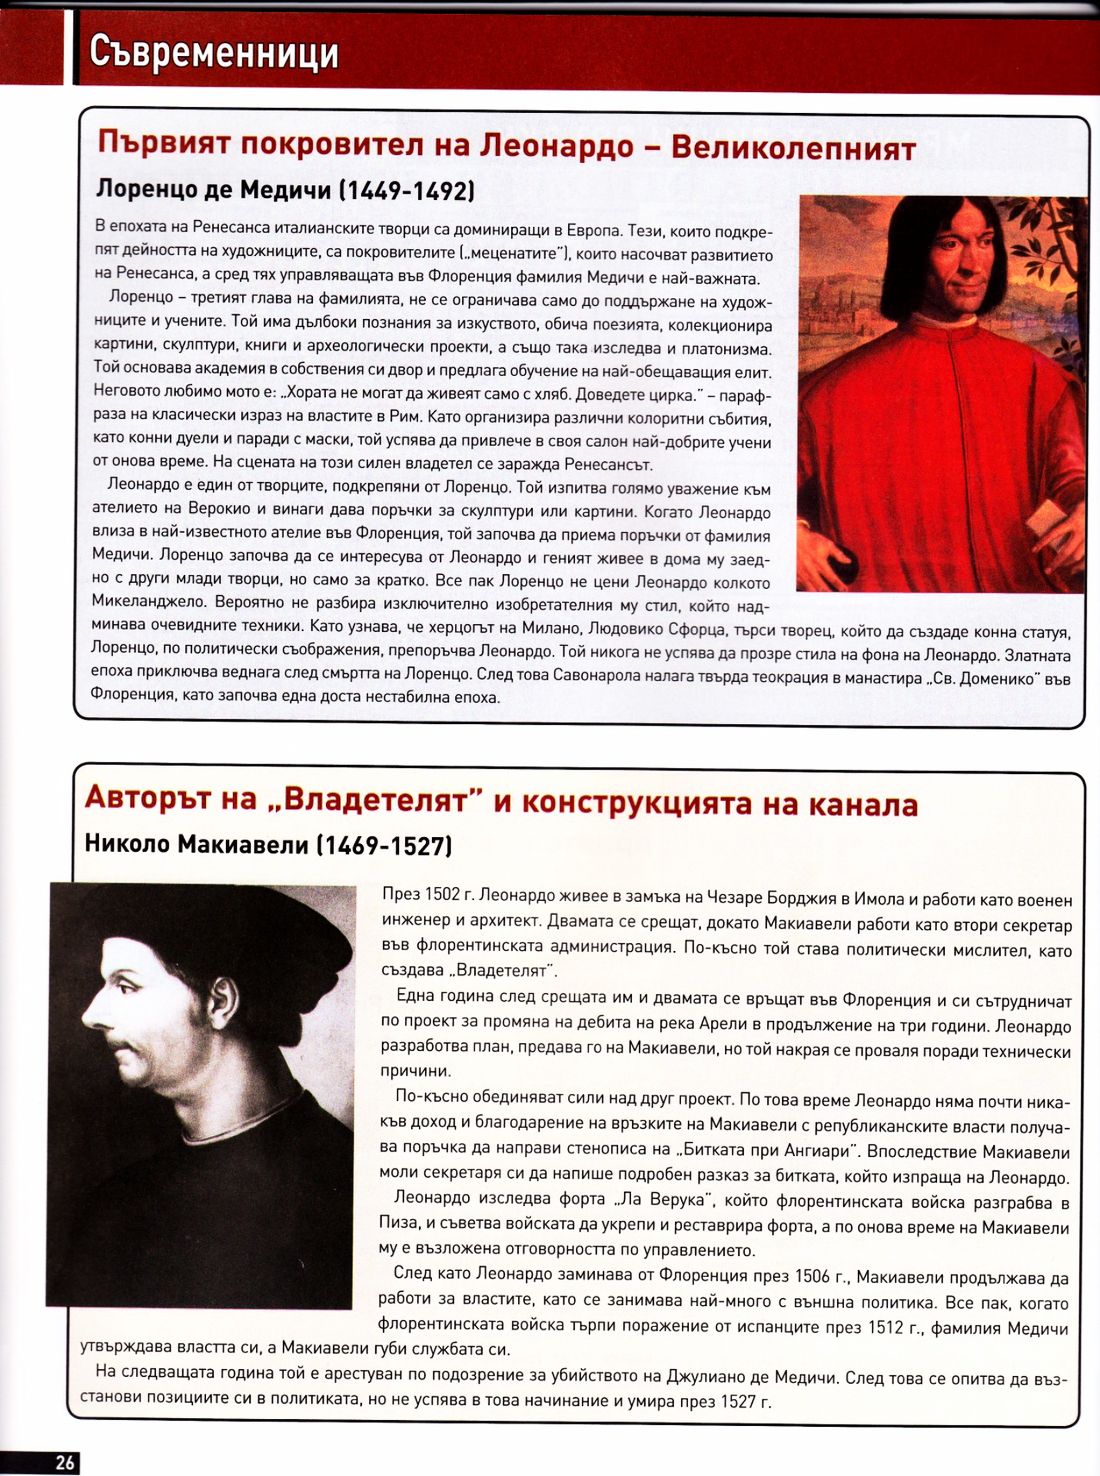 Съвременници
Първият покровител на Леонардо – Великолепният
Лоренцо де Медичи (1449-1492)
В епохата на Ренесанса италианските творци са доминиращи в Европа. Тези, които подкре-
пят дейността на художниците, са покровителите („меценатите"), които насочват развитието
на Ренесанса, а сред тях управляващата във Флоренция фамилия Медичи е най-важната.
Лоренцо – третият глава на фамилията, не се ограничава само до поддържане на худож-
ниците и учените. Той има дълбоки познания за изкуството, обича поезията, колекционира
картини, скулптури, книги и археологически проекти, а също така изследва и платонизма.
Той основава академия в собствения си двор и предлага обучение на най-обещаващия елит.
Неговото любимо мото е: „Хората не могат да живеят само с хляб. Доведете цирка." – параф-
раза на класически израз на властите в Рим. Като организира различни колоритни събития,
като конни дуели и паради с маски, той успява да привлече в своя салон най-добрите учени
от онова време. На сцената на този силен владетел се заражда Ренесансът.
Леонардо е един от творците, подкрепяни от Лоренцо. Той изпитва голямо уважение към
ателието на Верокио и винаги дава поръчки за скулптури или картини. Когато Леонардо
влиза в най-известното ателие във Флоренция, той започва да приема поръчки от фамилия
Медичи. Лоренцо започва да се интересува от Леонардо и геният живее в дома му заед-
но с други млади творци, но само за кратко. Все пак Лоренцо не цени Леонардо колкото
Микеланджело. Вероятно не разбира изключително изобретателния му стил, който над-
минава очевидните техники. Като узнава, че херцогът на Милано, Людовико Сфорца, търси творец, който да създаде конна статуя,
Лоренцо, по политически съображения, препоръчва Леонардо. Той никога не успява да прозре стила на фона на Леонардо. Златната
епоха приключва веднага след смъртта на Лоренцо. След това Савонарола налага твърда теокрация в манастира „Св. Доменико" във
Флоренция, като започва една доста нестабилна епоха.
Авторът на „Владетелят" и конструкцията на канала
Николо Макиавели (1469-1527)
През 1502 г. Леонардо живее в замъка на Чезаре Борджия в Имола и работи като военен
инженер и архитект. Двамата се срещат, докато Макиавели работи като втори секретар
във флорентинската администрация. По-късно той става политически мислител, като
създава „Владетелят".
Една година след срещата им и двамата се връщат във Флоренция и си сътрудничат
по проект за промяна на дебита на река Арели в продължение на три години. Леонардо
разработва план, предава го на Макиавели, но той накрая се проваля поради технически
причини.
По-късно обединяват сили над друг проект. По това време Леонардо няма почти ника-
къв доход и благодарение на връзките на Макиавели с републиканските власти получа-
ва поръчка да направи стенописа на „Битката при Ангиари". Впоследствие Макиавели
моли секретаря си да напише подробен разказ за битката, който изпраща на Леонардо.
Леонардо изследва форта „Ла Верука", който флорентинската войска разграбва в
Пиза, и съветва войската да укрепи и реставрира форта, а по онова време на Макиавели
му е възложена отговорността по управлението.
След като Леонардо заминава от Флоренция през 1506 г., Макиавели продължава да
работи за властите, като се занимава най-много с външна политика. Все пак, когато
флорентинската войска търпи поражение от испанците през 1512 г., фамилия Медичи
утвърждава властта си, а Макиавели губи службата си.
На следващата година той е арестуван по подозрение за убийството на Джулиано де Медичи. След това се опитва да въз-
станови позициите си в политиката, но не успява в това начинание и умира през 1527 г.
26